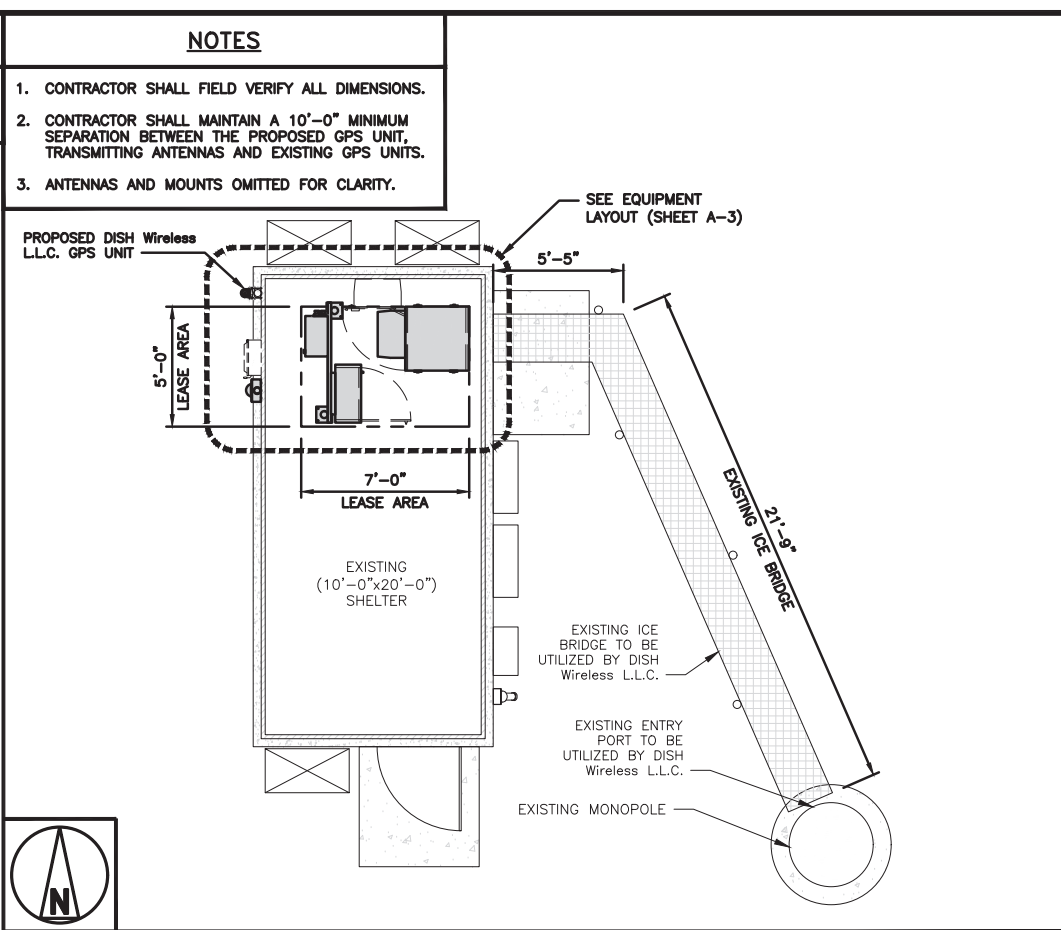 NOTES
1. CONTRACTOR SHALL FIELD VERIFY ALL DIMENSIONS.
2. CONTRACTOR SHALL MAINTAIN A 10'-0" MINIMUM
SEPARATION BETWEEN THE PROPOSED GPS UNIT,
TRANSMITTING ANTENNAS AND EXISTING GPS UNITS.
3. ANTENNAS AND MOUNTS OMITTED FOR CLARITY.
SEE EQUIPMENT
LAYOUT (SHEET A-3)
PROPOSED DISH Wireless
L.L.C. GPS UNIT
5'-5"
5'-0"
LEASE AREA
7'-0"
LEASE AREA
21'-9"
EXISTING ICE BRIDGE
EXISTING
(10'-0"x20'-0")
SHELTER
EXISTING ICE
BRIDGE TO BE
UTILIZED BY DISH
Wireless L.L.C.
EXISTING ENTRY
PORT TO BE
UTILIZED BY DISH
Wireless L.L.C.
EXISTING MONOPOLE
N